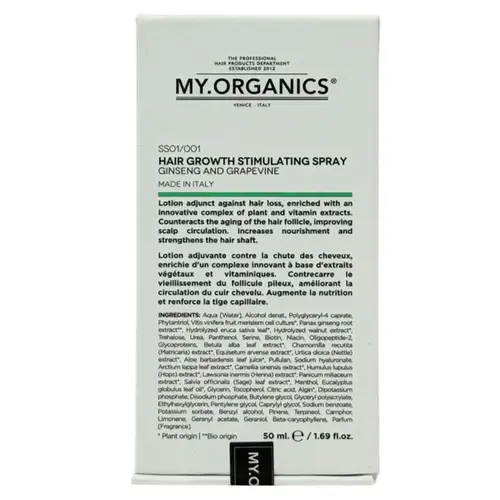 THE PROFESSIONAL
HAIR PRODUCTS DEPARTMENT
ESTABLISHED 2012
MY.ORGANICS®
VENICE - ITALY
SS01/001
HAIR GROWTH STIMULATING SPRAY
GINSENG AND GRAPEVINE
MADE IN ITALY
Lotion adjunct against hair loss, enriched with an
innovative complex of plant and vitamin extracts.
Counteracts the aging of the hair follicle, improving
scalp circulation. Increases nourishment and
strengthens the hair shaft.
Lotion adjuvante contre la chute des cheveux,
enrichie d'un complexe innovant à base d'extraits
végétaux et vitaminiques. Contrecarre le
vieillissement du follicule pileux, améliorant la
circulation du cuir chevelu. Augmente la nutrition
et renforce la tige capillaire.
INGREDIENTS: Aqua (Water), Alcohol denat., Polyglyceryl-4 caprate,
Phytantriol, Vitis vinifera fruit meristem cell culture*, Panax ginseng root
extract**, Hydrolyzed eruca sativa leaf*, Hydrolyzed walnut extract*,
Trehalose, Urea, Panthenol, Serine, Biotin, Niacin, Oligopeptide-2,
Glycoproteins, Betula alba leaf extract*, Chamomilla recutita
(Matricaria) extract*, Equisetum arvense extract*, Urtica dioica (Nettle)
extract*, Aloe barbadensis leaf juice*, Pullulan, Sodium hyaluronate,
Arctium lappa leaf extract*, Camellia sinensis extract*, Humulus lupulus
(Hops) extract*, Lawsonia inermis (Henna) extract*, Panicum miliaceum
extract*, Salvia officinalis (Sage) leaf extract*, Menthol, Eucalyptus
globulus leaf oil*, Glycerin, Tocopherol, Citric acid, Algin*, Dipotassium
phosphate, Disodium phosphate, Butylene glycol, Glyceryl polyacrylate,
Ethylhexylglycerin, Pentylene glycol, Caprylyl glycol, Sodium benzoate,
Potassium sorbate, Benzyl alcohol, Pinene, Terpineol, Camphor,
Limonene, Geranyl acetate, Geraniol, Beta-caryophyllene, Parfum
(Fragrance).
* Plant origin | **Bio origin
50 ml. ℮ / 1.69 fl.oz.
MY.O